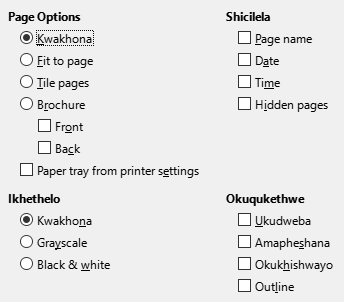 Page Options
Kwakhona
Fit to page
Tile pages
Brochure
Front
Back
Paper tray from printer settings
Shicilela
Page name
Date
Time
Hidden pages
Ikhethelo
Kwakhona
Grayscale
Black & white
Okuqukethwe
Ukudweba
Amapheshana
Okukhishwayo
Outline